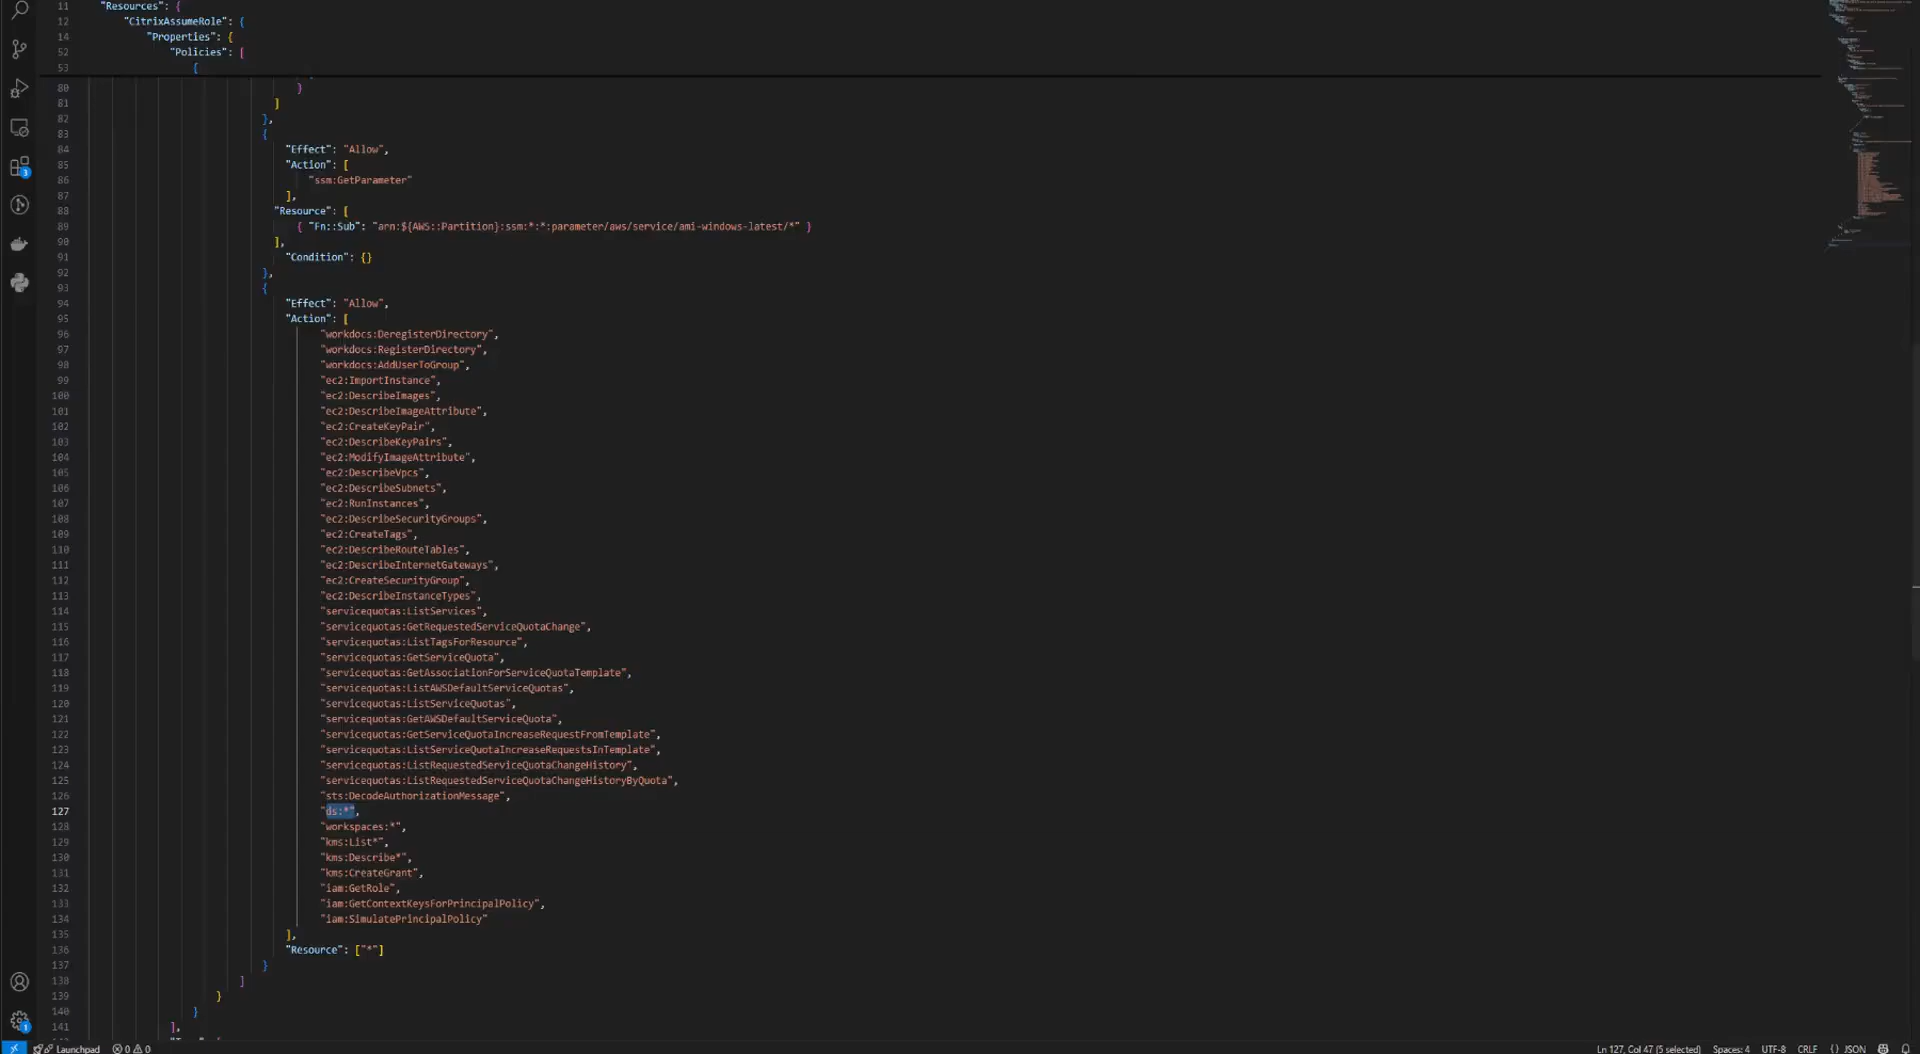 11 "Resources": {
12 "CitrixAssumeRole": {
14 "Properties": {
52 "Policies": [
53 {
80 }
81 ]
82 },
83 {
84 "Effect": "Allow",
85 "Action": [
86 "ssm:GetParameter"
87 ],
88 "Resource": [
89 { "Fn::Sub": "arn:${AWS::Partition}:ssm:*:*:parameter/aws/service/ami-windows-latest/*" }
90 ],
91 "Condition": {}
92 },
93 {
94 "Effect": "Allow",
95 "Action": [
96 "workdocs:DeregisterDirectory",
97 "workdocs:RegisterDirectory",
98 "workdocs:AddUserToGroup",
99 "ec2:ImportInstance",
100 "ec2:DescribeImages",
101 "ec2:DescribeImageAttribute",
102 "ec2:CreateKeyPair",
103 "ec2:DescribeKeyPairs",
104 "ec2:ModifyImageAttribute",
105 "ec2:DescribeVpcs",
106 "ec2:DescribeSubnets",
107 "ec2:RunInstances",
108 "ec2:DescribeSecurityGroups",
109 "ec2:CreateTags",
110 "ec2:DescribeRouteTables",
111 "ec2:DescribeInternetGateways",
112 "ec2:CreateSecurityGroup",
113 "ec2:DescribeInstanceTypes",
114 "servicequotas:ListServices",
115 "servicequotas:GetRequestedServiceQuotaChange",
116 "servicequotas:ListTagsForResource",
117 "servicequotas:GetServiceQuota",
118 "servicequotas:GetAssociationForServiceQuotaTemplate",
119 "servicequotas:ListAWSDefaultServiceQuotas",
120 "servicequotas:ListServiceQuotas",
121 "servicequotas:GetAWSDefaultServiceQuota",
122 "servicequotas:GetServiceQuotaIncreaseRequestFromTemplate",
123 "servicequotas:ListServiceQuotaIncreaseRequestsInTemplate",
124 "servicequotas:ListRequestedServiceQuotaChangeHistory",
125 "servicequotas:ListRequestedServiceQuotaChangeHistoryByQuota",
126 "sts:DecodeAuthorizationMessage",
127 "ds:*",
128 "workspaces:*",
129 "kms:List*",
130 "kms:Describe*",
131 "kms:CreateGrant",
132 "iam:GetRole",
133 "iam:GetContextKeysForPrincipalPolicy",
134 "iam:SimulatePrincipalPolicy"
135 ],
136 "Resource": ["*"]
137 }
138 ]
139 }
140 }
141 ],
3
1
Launchpad 0 0 Ln 127, Col 47 (5 selected) Spaces: 4 UTF-8 CRLF {} JSON